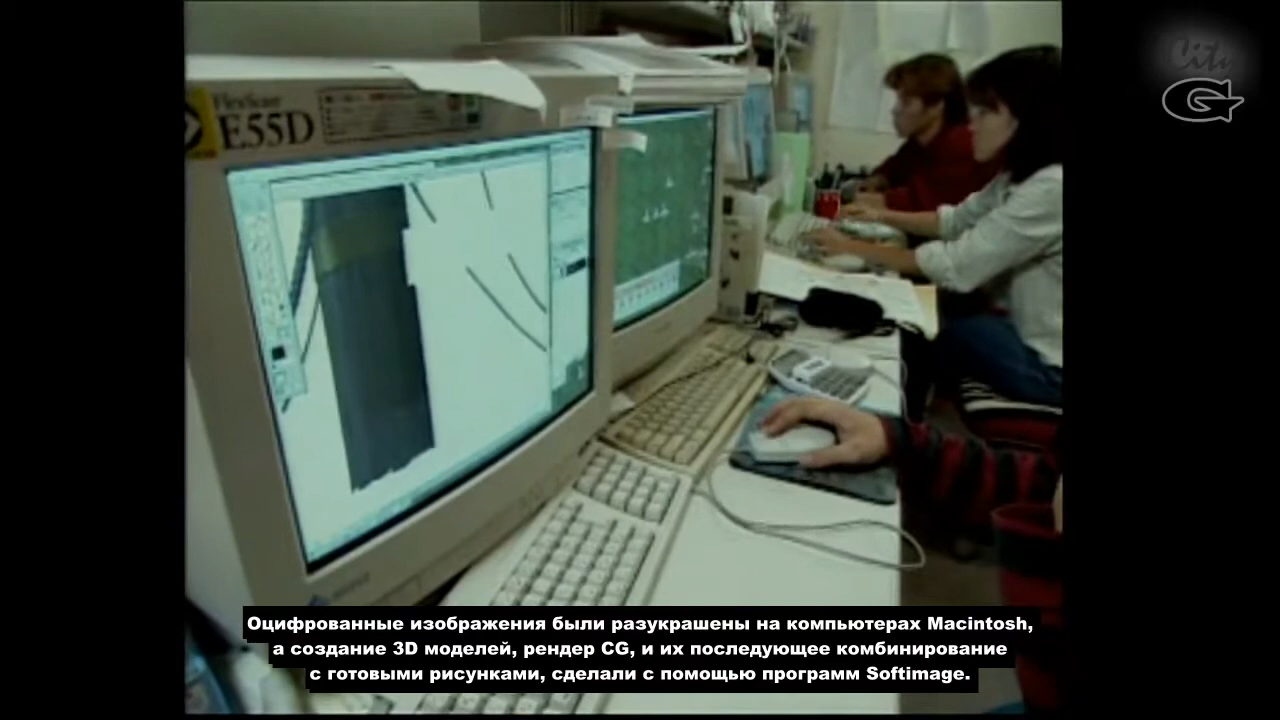 FlexScan
E55D
Оцифрованные изображения были разукрашены на компьютерах Macintosh,
а создание 3D моделей, рендер CG, и их последующее комбинирование
с готовыми рисунками, сделали с помощью программ Softimage.